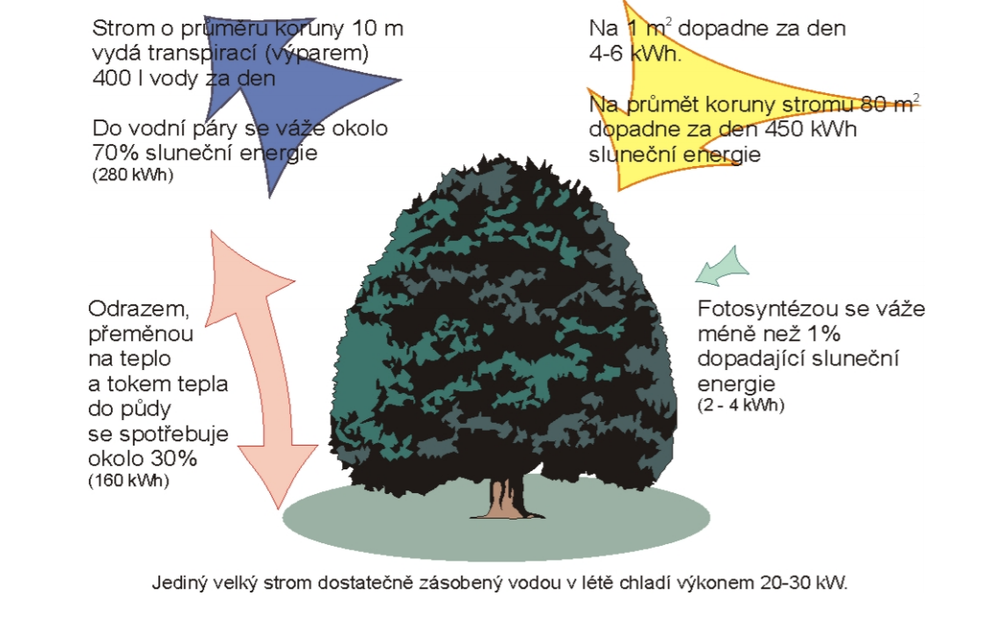 Strom o průměru koruny 10 m
vydá transpirací (výparem)
400 l vody za den
Do vodní páry se váže okolo
70% sluneční energie
(280 kWh)
Na 1 m² dopadne za den
4-6 kWh.
Na průmět koruny stromu 80 m²
dopadne za den 450 kWh
sluneční energie
Odrazem,
přeměnou
na teplo
a tokem tepla
do půdy
se spotřebuje
okolo 30%
(160 kWh)
Fotosyntézou se váže
méně než 1%
dopadající sluneční
energie
(2 - 4 kWh)
Jediný velký strom dostatečně zásobený vodou v létě chladí výkonem 20-30 kW.